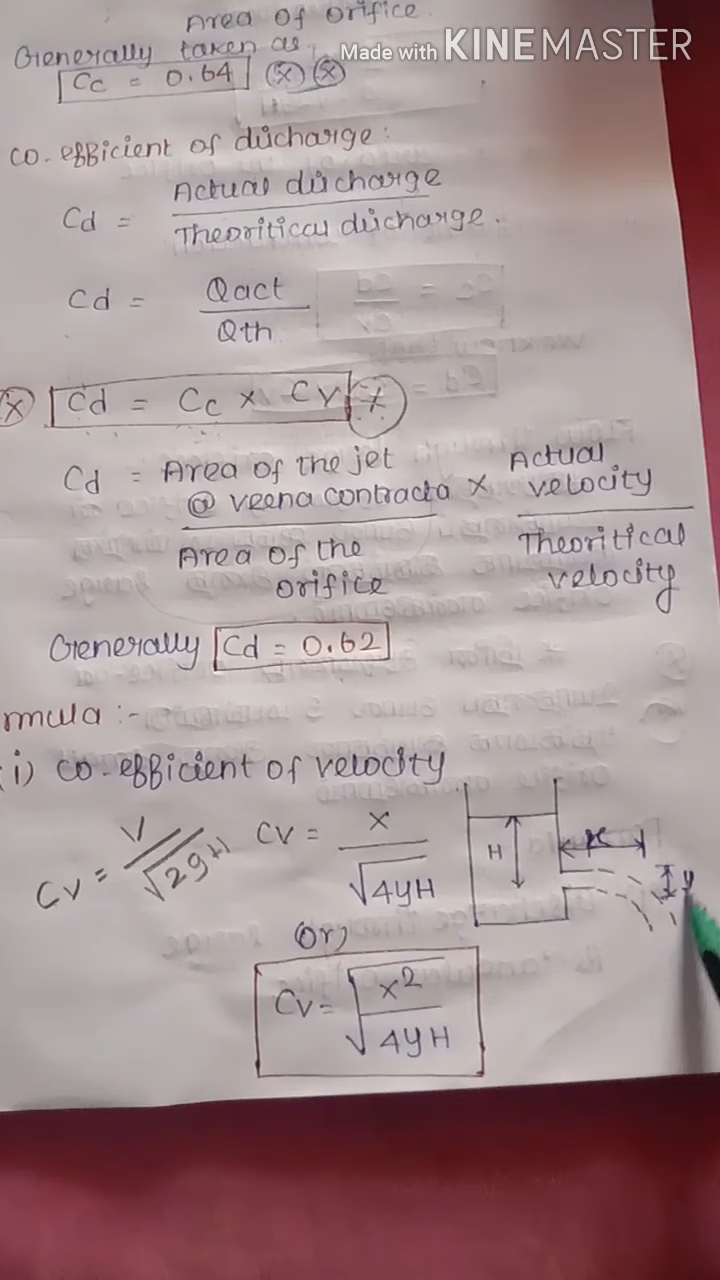 Area of orifice.
Generally taken as,
Made with KINEMASTER
Cc = 0.64
co-efficient of discharge:
Cd = Actual discharge
Theoritical discharge.
Cd = Qact
Qth
Cd = Cc x Cv
Cd = Area of the jet @ veena contracta x Actual velocity
Area of the orifice Theoritical velocity
Generally Cd = 0.62
rmula :-
i) co-efficient of velocity
Cv = V/√2gH
Cv = x/√4yH
H
x
y
(or)
Cv = √x²/4yH